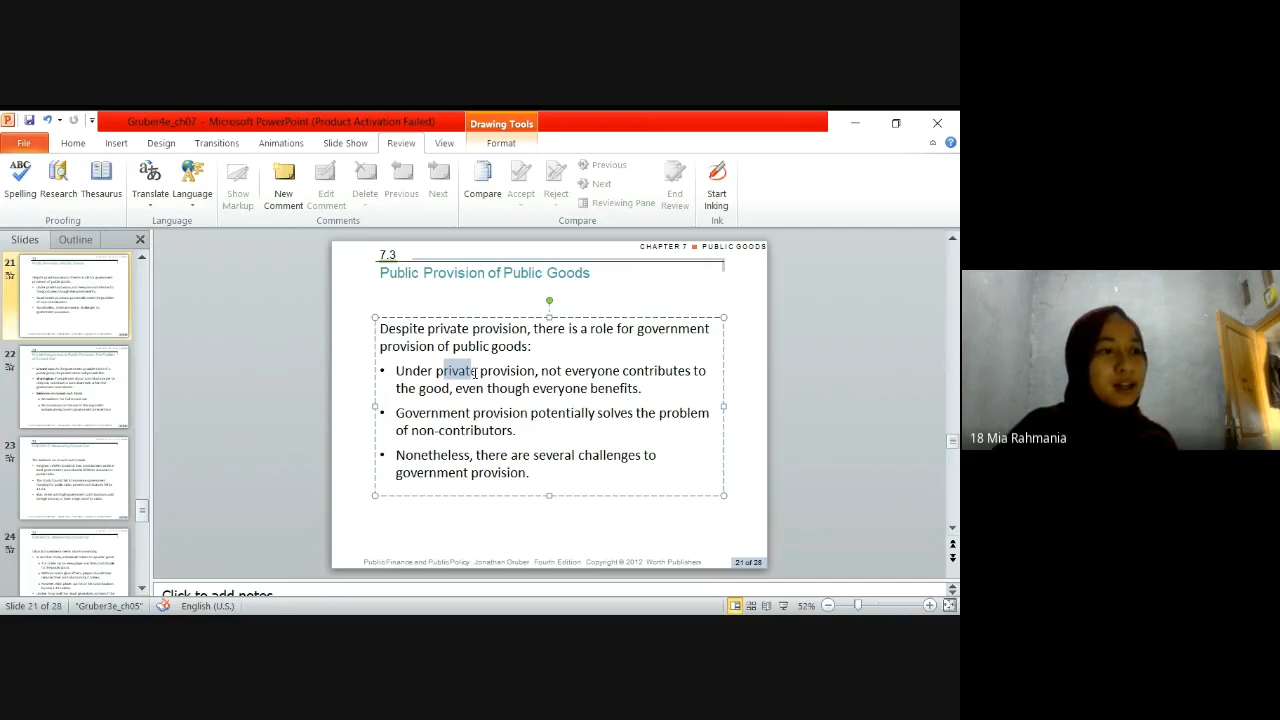 Gruber4e_ch07 - Microsoft PowerPoint (Product Activation Failed)
Drawing Tools
File Home Insert Design Transitions Animations Slide Show Review View Format
Spelling Research Thesaurus Translate Language Show Markup New Comment Edit Comment Delete Previous Next Compare Accept Reject Previous Next Reviewing Pane End Review Start Inking
Proofing Language Comments Compare Ink
Slides Outline
21
22
23
24
CHAPTER 7 ■ PUBLIC GOODS
7.3
Public Provision of Public Goods
Despite private provision, there is a role for government
provision of public goods:
• Under private provision, not everyone contributes to
the good, even though everyone benefits.
• Government provision potentially solves the problem
of non-contributors.
• Nonetheless, there are several challenges to
government provision.
Public Finance and Public Policy Jonathan Gruber Fourth Edition Copyright © 2012 Worth Publishers
21 of 28
Click to add notes
Slide 21 of 28 "Gruber3e_ch05" English (U.S.) 52%
18 Mia Rahmania